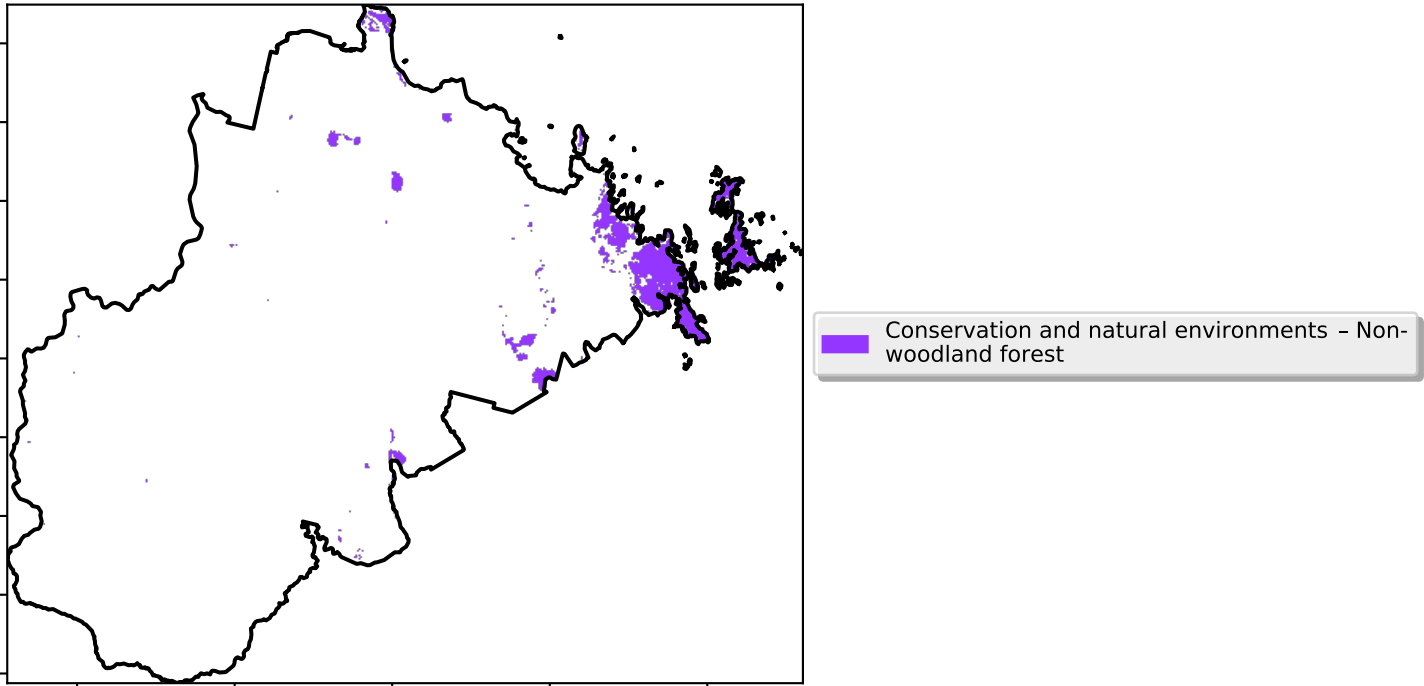 Conservation and natural environments – Non-
woodland forest